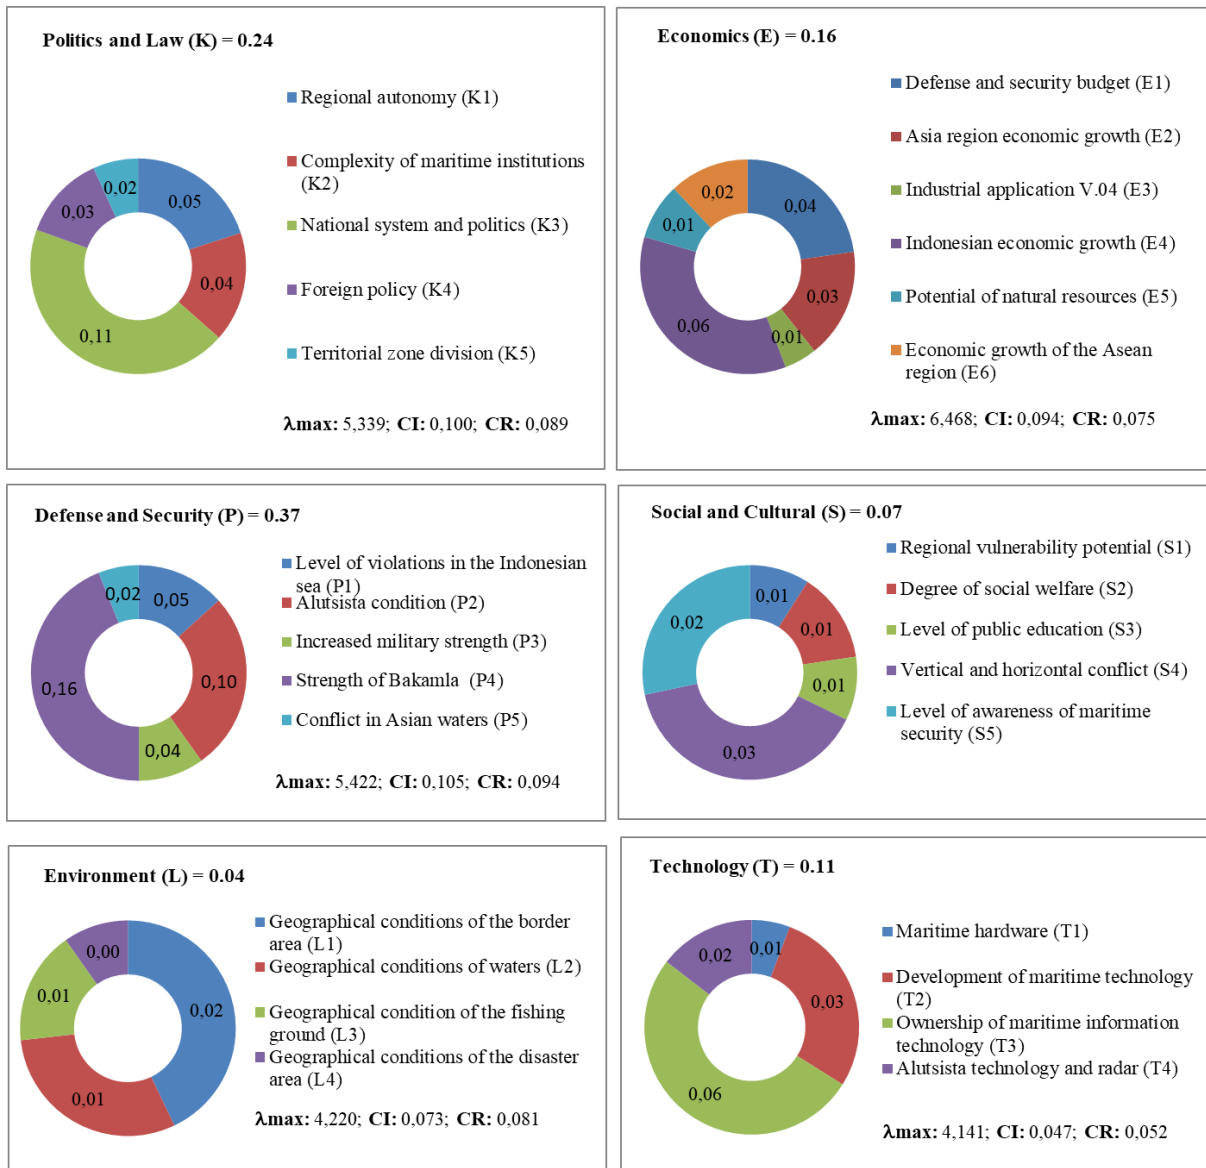 Politics and Law (K) = 0.24
Regional autonomy (K1)
Complexity of maritime institutions
(K2)
National system and politics (K3)
Foreign policy (K4)
Territorial zone division (K5)
0,02
0,05
0,03
0,04
0,11
λmax: 5,339; CI: 0,100; CR: 0,089
Economics (E) = 0.16
Defense and security budget (E1)
Asia region economic growth (E2)
Industrial application V.04 (E3)
Indonesian economic growth (E4)
Potential of natural resources (E5)
Economic growth of the Asean
region (E6)
0,02
0,04
0,01
0,03
0,06
0,01
λmax: 6,468; CI: 0,094; CR: 0,075
Defense and Security (P) = 0.37
Level of violations in the Indonesian
sea (P1)
Alutsista condition (P2)
Increased military strength (P3)
Strength of Bakamla (P4)
Conflict in Asian waters (P5)
0,02
0,05
0,16
0,10
0,04
λmax: 5,422; CI: 0,105; CR: 0,094
Social and Cultural (S) = 0.07
Regional vulnerability potential (S1)
Degree of social welfare (S2)
Level of public education (S3)
Vertical and horizontal conflict (S4)
Level of awareness of maritime
security (S5)
0,01
0,02
0,01
0,01
0,03
Environment (L) = 0.04
Geographical conditions of the border
area (L1)
Geographical conditions of waters (L2)
Geographical condition of the fishing
ground (L3)
Geographical conditions of the disaster
area (L4)
0,00
0,01
0,02
0,01
λmax: 4,220; CI: 0,073; CR: 0,081
Technology (T) = 0.11
Maritime hardware (T1)
Development of maritime technology
(T2)
Ownership of maritime information
technology (T3)
Alutsista technology and radar (T4)
0,02
0,01
0,03
0,06
λmax: 4,141; CI: 0,047; CR: 0,052